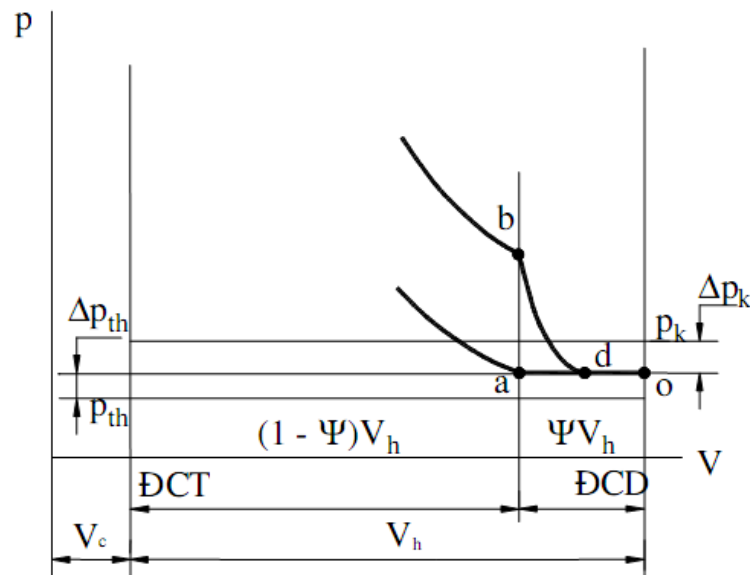 p
b
Δp_th
Δp_k
p_k
d
a
o
p_th
(1 - Ψ)V_h
ΨV_h
V
ĐCT
ĐCD
V_c
V_h